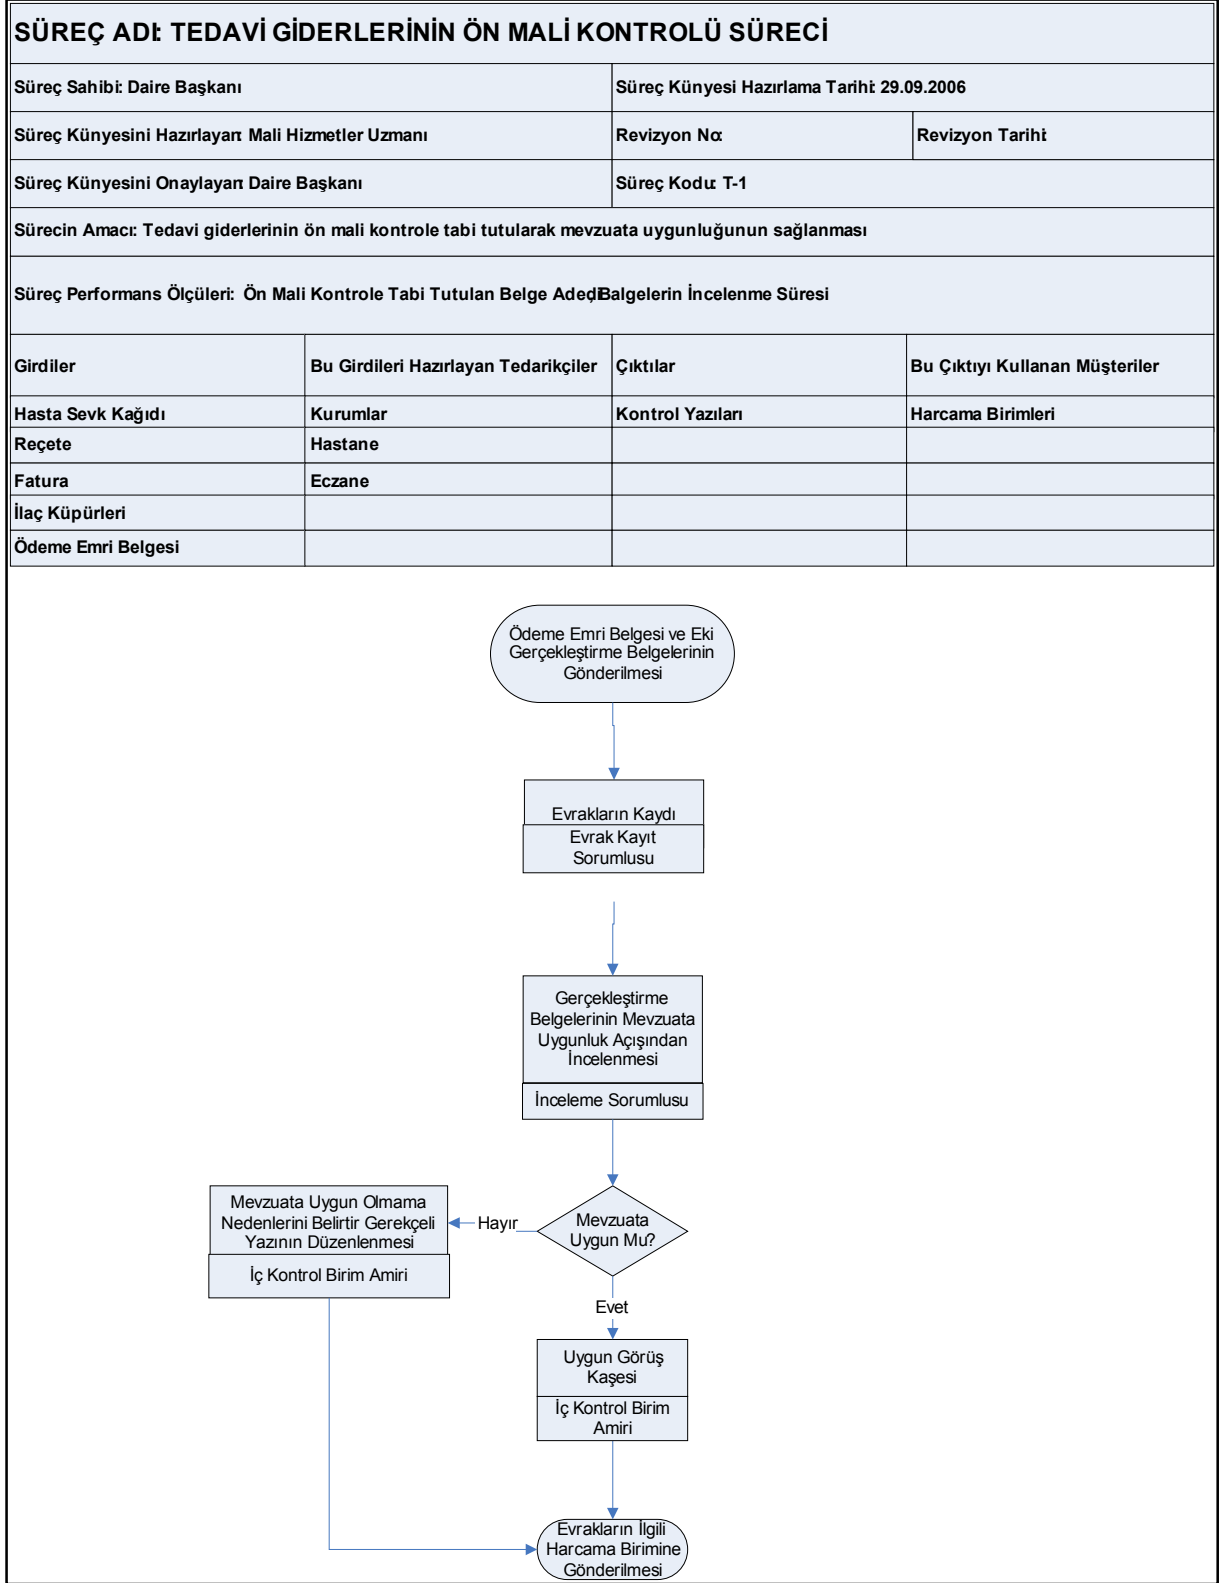 SÜREÇ ADI: TEDAVİ GİDERLERİNİN ÖN MALİ KONTROLÜ SÜRECİ
Süreç Sahibi: Daire Başkanı
Süreç Künyesi Hazırlama Tarihi: 29.09.2006
Süreç Künyesini Hazırlayan: Mali Hizmetler Uzmanı
Revizyon No:
Revizyon Tarihi:
Süreç Künyesini Onaylayan: Daire Başkanı
Süreç Kodu: T-1
Sürecin Amacı: Tedavi giderlerinin ön mali kontrole tabi tutularak mevzuata uygunluğunun sağlanması
Süreç Performans Ölçüleri: Ön Mali Kontrole Tabi Tutulan Belge Adedi;Balgelerin İncelenme Süresi
Girdiler
Bu Girdileri Hazırlayan Tedarikçiler
Çıktılar
Bu Çıktıyı Kullanan Müşteriler
Hasta Sevk Kağıdı
Kurumlar
Kontrol Yazıları
Harcama Birimleri
Reçete
Hastane
Fatura
Eczane
İlaç Küpürleri
Ödeme Emri Belgesi
Ödeme Emri Belgesi ve Eki
Gerçekleştirme Belgelerinin
Gönderilmesi
Evrakların Kaydı
Evrak Kayıt
Sorumlusu
Gerçekleştirme
Belgelerinin Mevzuata
Uygunluk Açışından
İncelenmesi
İnceleme Sorumlusu
Mevzuata Uygun Olmama
Nedenlerini Belirtir Gerekçeli
Yazının Düzenlenmesi
İç Kontrol Birim Amiri
Hayır
Mevzuata
Uygun Mu?
Evet
Uygun Görüş
Kaşesi
İç Kontrol Birim
Amiri
Evrakların İlgili
Harcama Birimine
Gönderilmesi